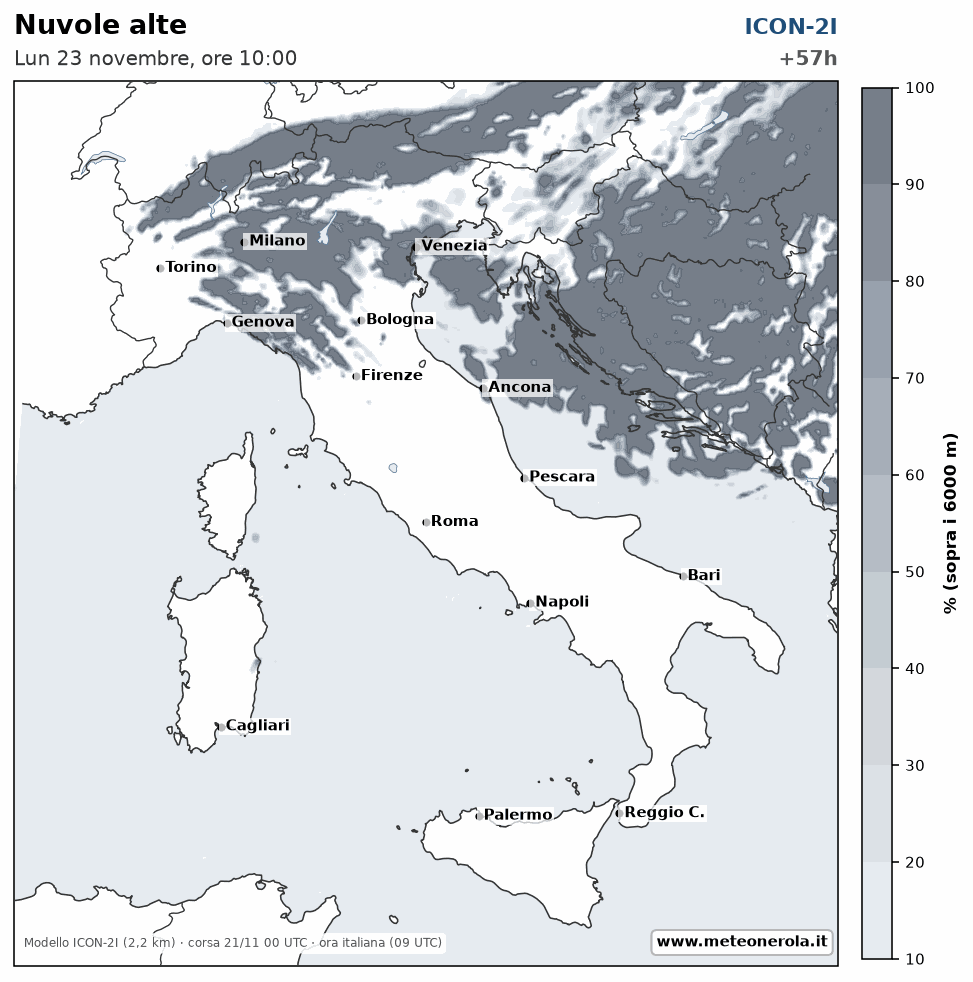 Nuvole alte
ICON-2I
Lun 23 novembre, ore 10:00
+57h
100
90
80
70
60
50
40
30
20
10
% (sopra i 6000 m)
Milano
Venezia
Torino
Genova
Bologna
Firenze
Ancona
Pescara
Roma
Bari
Napoli
Cagliari
Palermo
Reggio C.
Modello ICON-2I (2,2 km) · corsa 21/11 00 UTC · ora italiana (09 UTC)
www.meteonerola.it